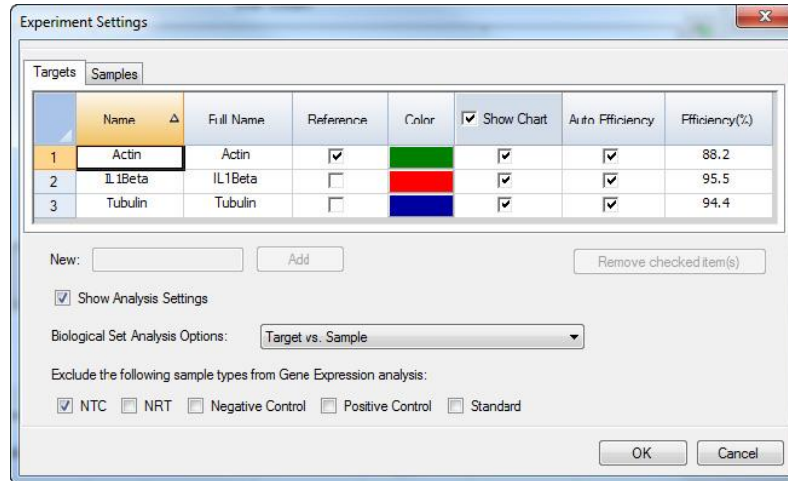 Experiment Settings
Targets Samples
Name Full Name Reference Color Show Chart Auto Efficiency Efficiency(%)
1 Actin Actin 88.2
2 IL1Beta IL1Beta 95.5
3 Tubulin Tubulin 94.4
New: Add Remove checked item(s)
Show Analysis Settings
Biological Set Analysis Options: Target vs. Sample
Exclude the following sample types from Gene Expression analysis:
NTC NRT Negative Control Positive Control Standard
OK Cancel